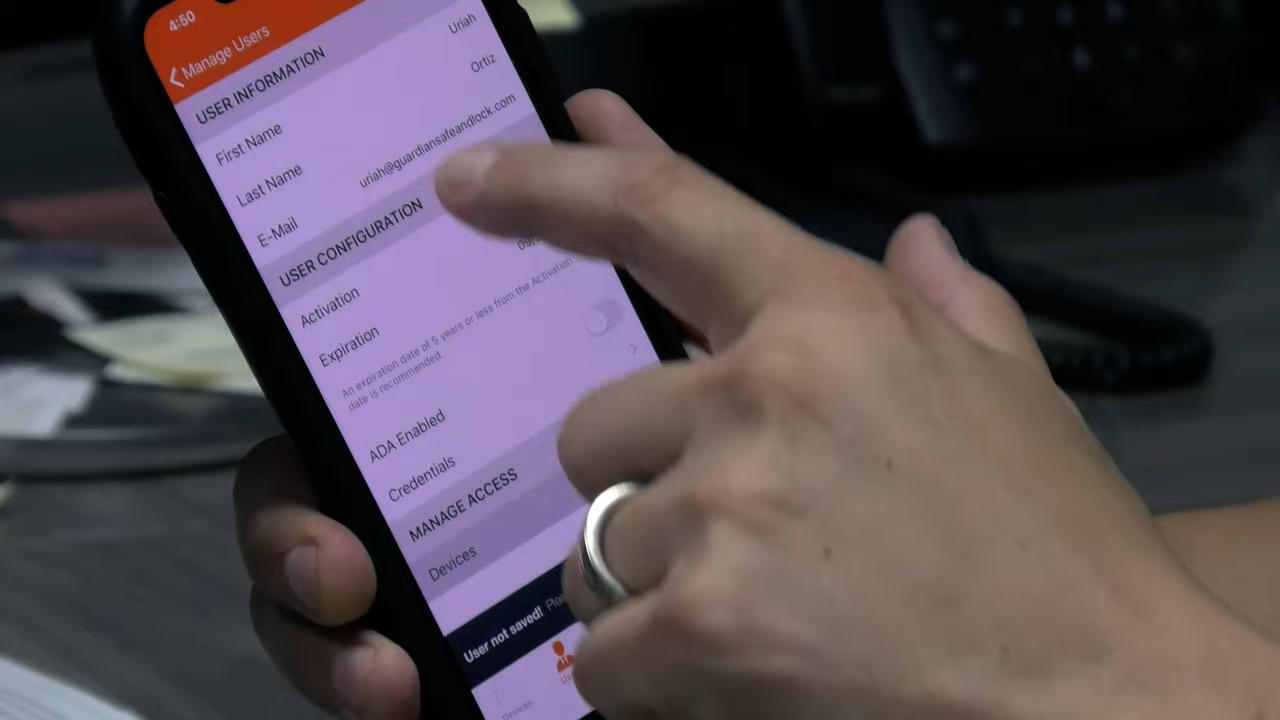 4:50
Manage Users
USER INFORMATION
First Name Uriah
Last Name Ortiz
E-Mail uriah@guardiansafeandlock.com
USER CONFIGURATION
Activation
Expiration
An expiration date of 5 years or less from the Activation
date is recommended.
ADA Enabled
Credentials
MANAGE ACCESS
Devices
User not saved!
Devices